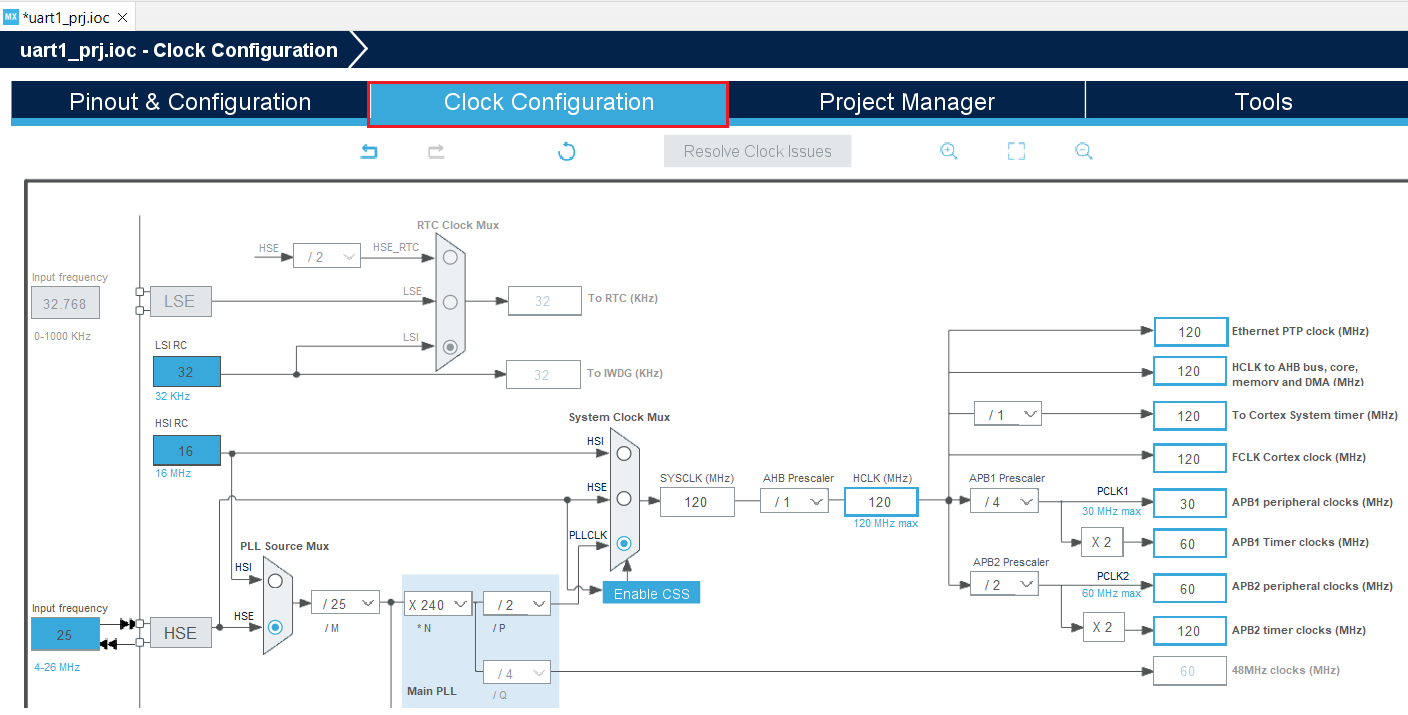 MX *uart1_prj.ioc ×
uart1_prj.ioc - Clock Configuration
Pinout & Configuration Clock Configuration Project Manager Tools
Resolve Clock Issues
RTC Clock Mux
HSE / 2 HSE_RTC
Input frequency
32.768 LSE LSE 32 To RTC (KHz)
0-1000 KHz
LSI RC LSI
32 32 To IWDG (KHz)
32 KHz
120 Ethernet PTP clock (MHz)
120 HCLK to AHB bus, core,
memory and DMA (MHz)
/ 1 120 To Cortex System timer (MHz)
HSI RC System Clock Mux
16 HSI
16 MHz
120 FCLK Cortex clock (MHz)
HSE SYSCLK (MHz) AHB Prescaler HCLK (MHz) APB1 Prescaler
120 / 1 120 / 4 PCLK1 30 APB1 peripheral clocks (MHz)
120 MHz max 30 MHz max
PLLCLK
X 2 60 APB1 Timer clocks (MHz)
PLL Source Mux
HSI
APB2 Prescaler
/ 2 PCLK2 60 APB2 peripheral clocks (MHz)
60 MHz max
Enable CSS
Input frequency
25 HSE HSE / 25 X 240 / 2
/ M * N / P
4-26 MHz
X 2 120 APB2 timer clocks (MHz)
/ 4 60 48MHz clocks (MHz)
Main PLL / Q